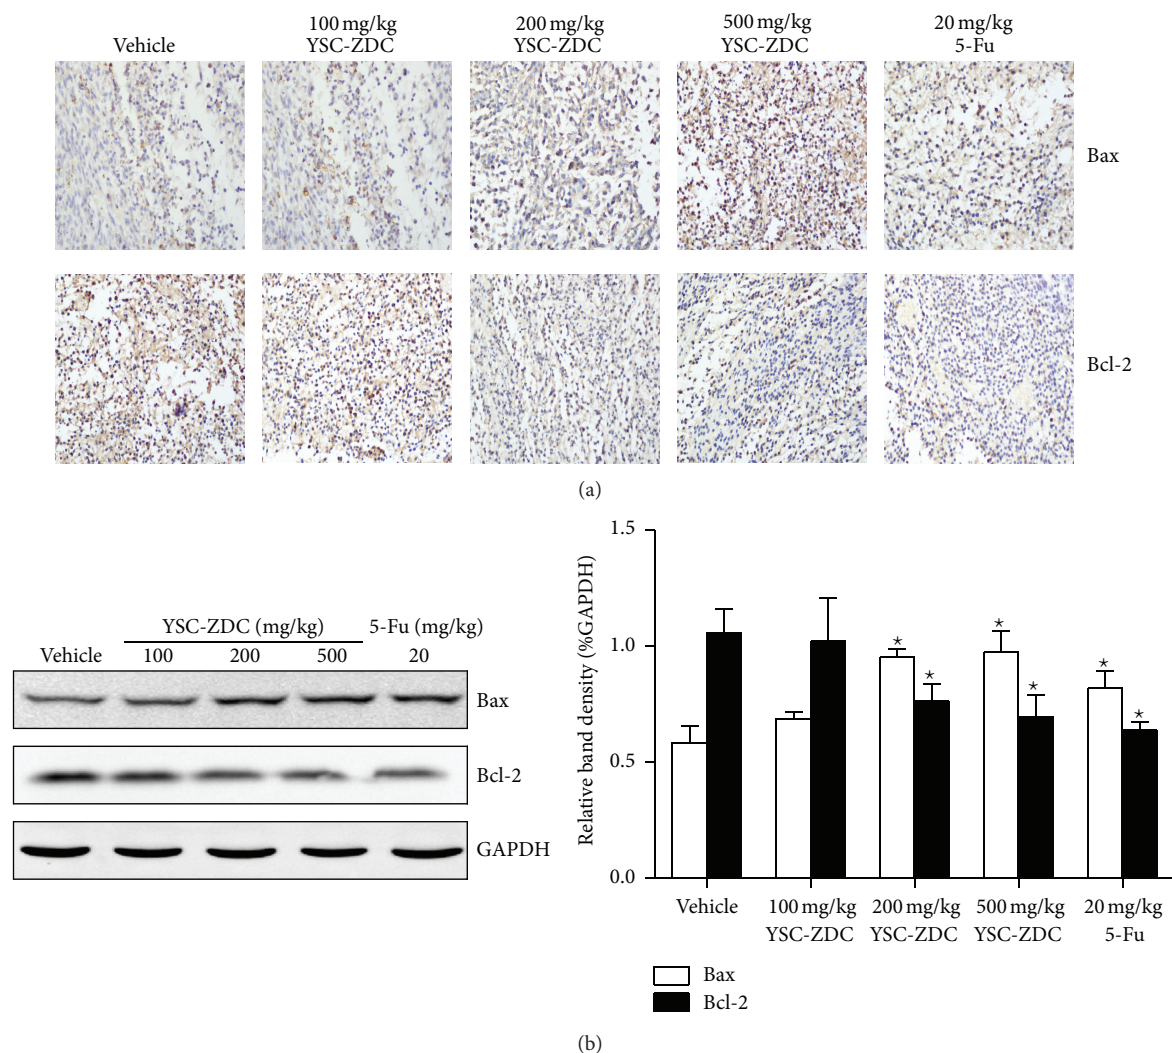 100 mg/kg 200 mg/kg 500 mg/kg 20 mg/kg
Vehicle YSC-ZDC YSC-ZDC YSC-ZDC 5-Fu
Bax
Bcl-2
(a)
YSC-ZDC (mg/kg) 5-Fu (mg/kg)
Vehicle 100 200 500 20
Bax
Bcl-2
GAPDH
Relative band density (%GAPDH)
1.5
1.0
0.5
0.0
* * * * * *
Vehicle 100 mg/kg 200 mg/kg 500 mg/kg 20 mg/kg
YSC-ZDC YSC-ZDC YSC-ZDC 5-Fu
Bax
Bcl-2
(b)